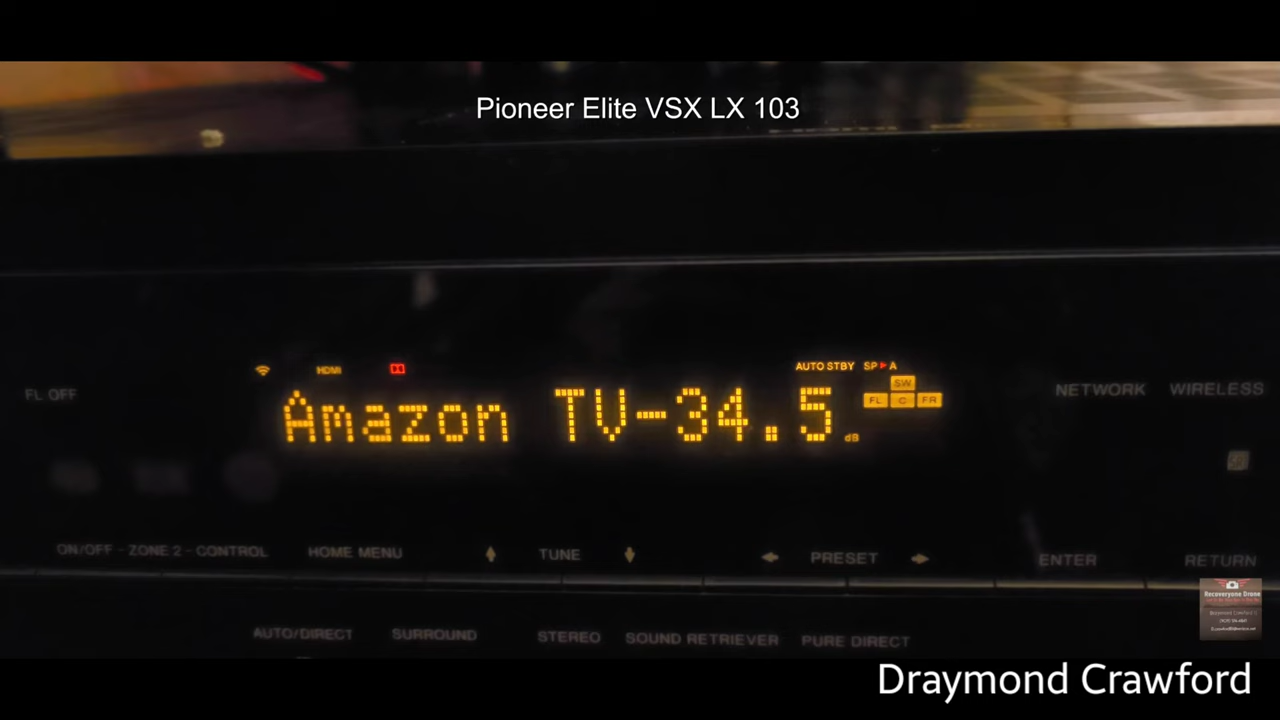 Pioneer Elite VSX LX 103
HDMI
AUTO STBY SP▶A
SW
FL C FR
Amazon TV-34.5 dB
FL OFF
NETWORK WIRELESS
ON/OFF - ZONE 2 - CONTROL HOME MENU TUNE PRESET ENTER RETURN
AUTO/DIRECT SURROUND STEREO SOUND RETRIEVER PURE DIRECT
Recoveryone Drone
Draymond Crawford